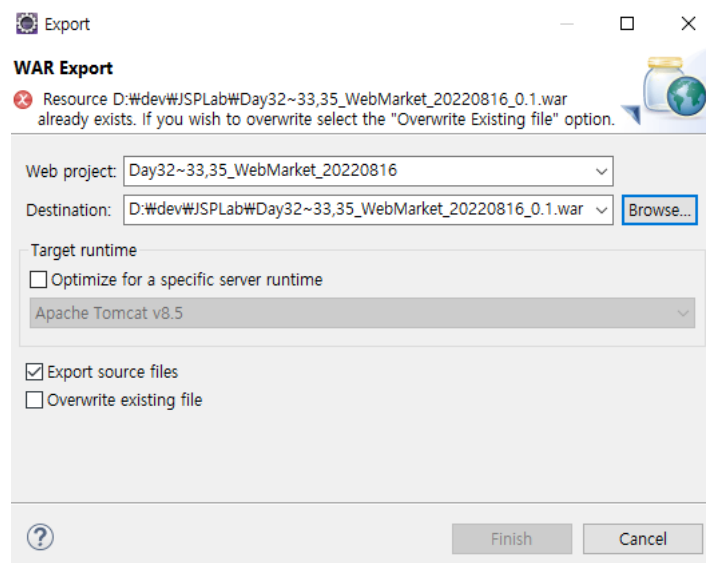 Export
WAR Export
Resource D:₩dev₩JSPLab₩Day32~33,35_WebMarket_20220816_0.1.war
already exists. If you wish to overwrite select the "Overwrite Existing file" option.
Web project: Day32~33,35_WebMarket_20220816
Destination: D:₩dev₩JSPLab₩Day32~33,35_WebMarket_20220816_0.1.war Browse...
Target runtime
Optimize for a specific server runtime
Apache Tomcat v8.5
Export source files
Overwrite existing file
? Finish Cancel